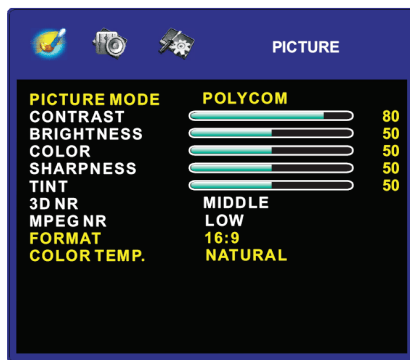 PICTURE
PICTURE MODE POLYCOM
CONTRAST 80
BRIGHTNESS 50
COLOR 50
SHARPNESS 50
TINT 50
3D NR MIDDLE
MPEG NR LOW
FORMAT 16:9
COLOR TEMP. NATURAL